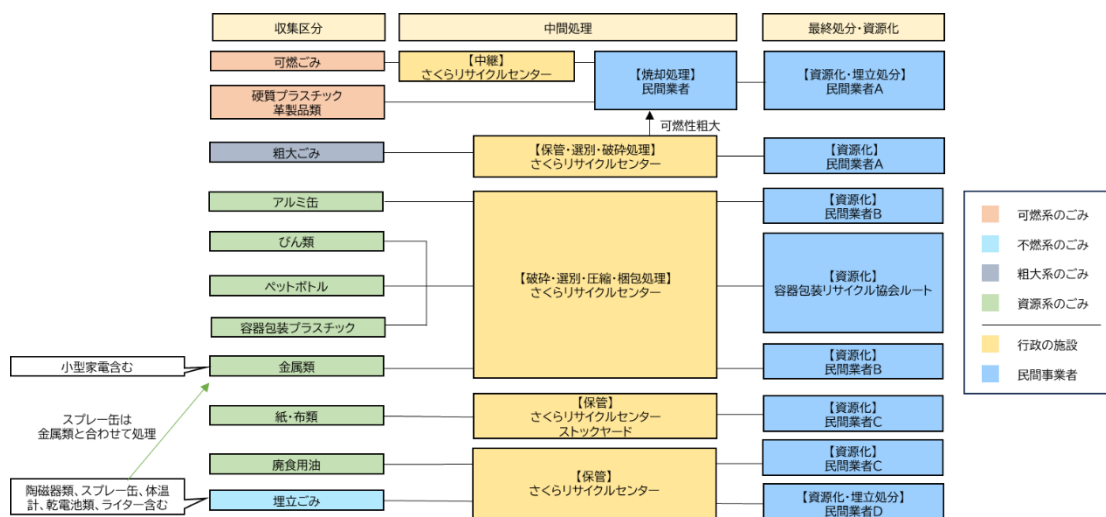 収集区分
中間処理
最終処分・資源化
可燃ごみ
【中継】
さくらリサイクルセンター
【焼却処理】
民間業者
【資源化・埋立処分】
民間業者A
硬質プラスチック
革製品類
可燃性粗大
粗大ごみ
【保管・選別・破砕処理】
さくらリサイクルセンター
【資源化】
民間業者A
アルミ缶
【資源化】
民間業者B
びん類
ペットボトル
容器包装プラスチック
【破砕・選別・圧縮・梱包処理】
さくらリサイクルセンター
【資源化】
容器包装リサイクル協会ルート
小型家電含む
金属類
【資源化】
民間業者B
スプレー缶は
金属類と合わせて処理
紙・布類
【保管】
さくらリサイクルセンター
ストックヤード
【資源化】
民間業者C
廃食用油
【保管】
さくらリサイクルセンター
【資源化】
民間業者C
陶磁器類、スプレー缶、体温
計、乾電池類、ライター含む
埋立ごみ
【資源化・埋立処分】
民間業者D
可燃系のごみ
不燃系のごみ
粗大系のごみ
資源系のごみ
行政の施設
民間事業者